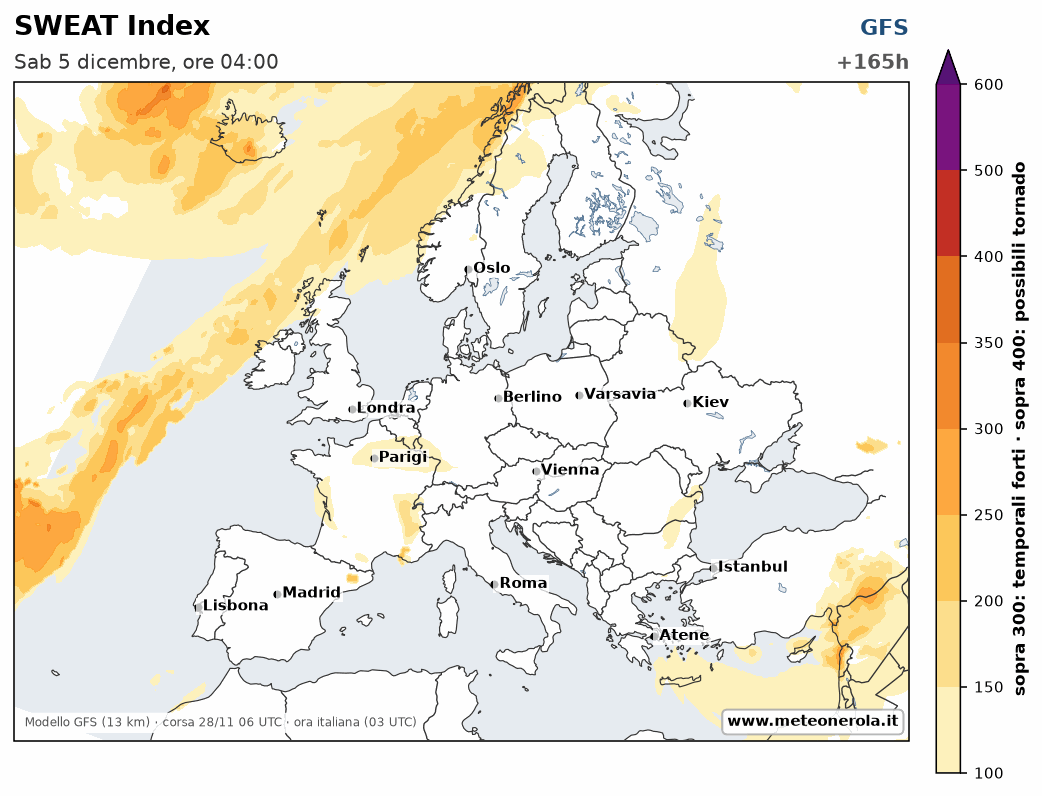 SWEAT Index
GFS
Sab 5 dicembre, ore 04:00
+165h
Oslo
Londra
Berlino
Varsavia
Kiev
Parigi
Vienna
Istanbul
Roma
Madrid
Lisbona
Atene
Modello GFS (13 km) · corsa 28/11 06 UTC · ora italiana (03 UTC)
www.meteonerola.it
600
500
400
350
300
250
200
150
100
sopra 300: temporali forti · sopra 400: possibili tornado